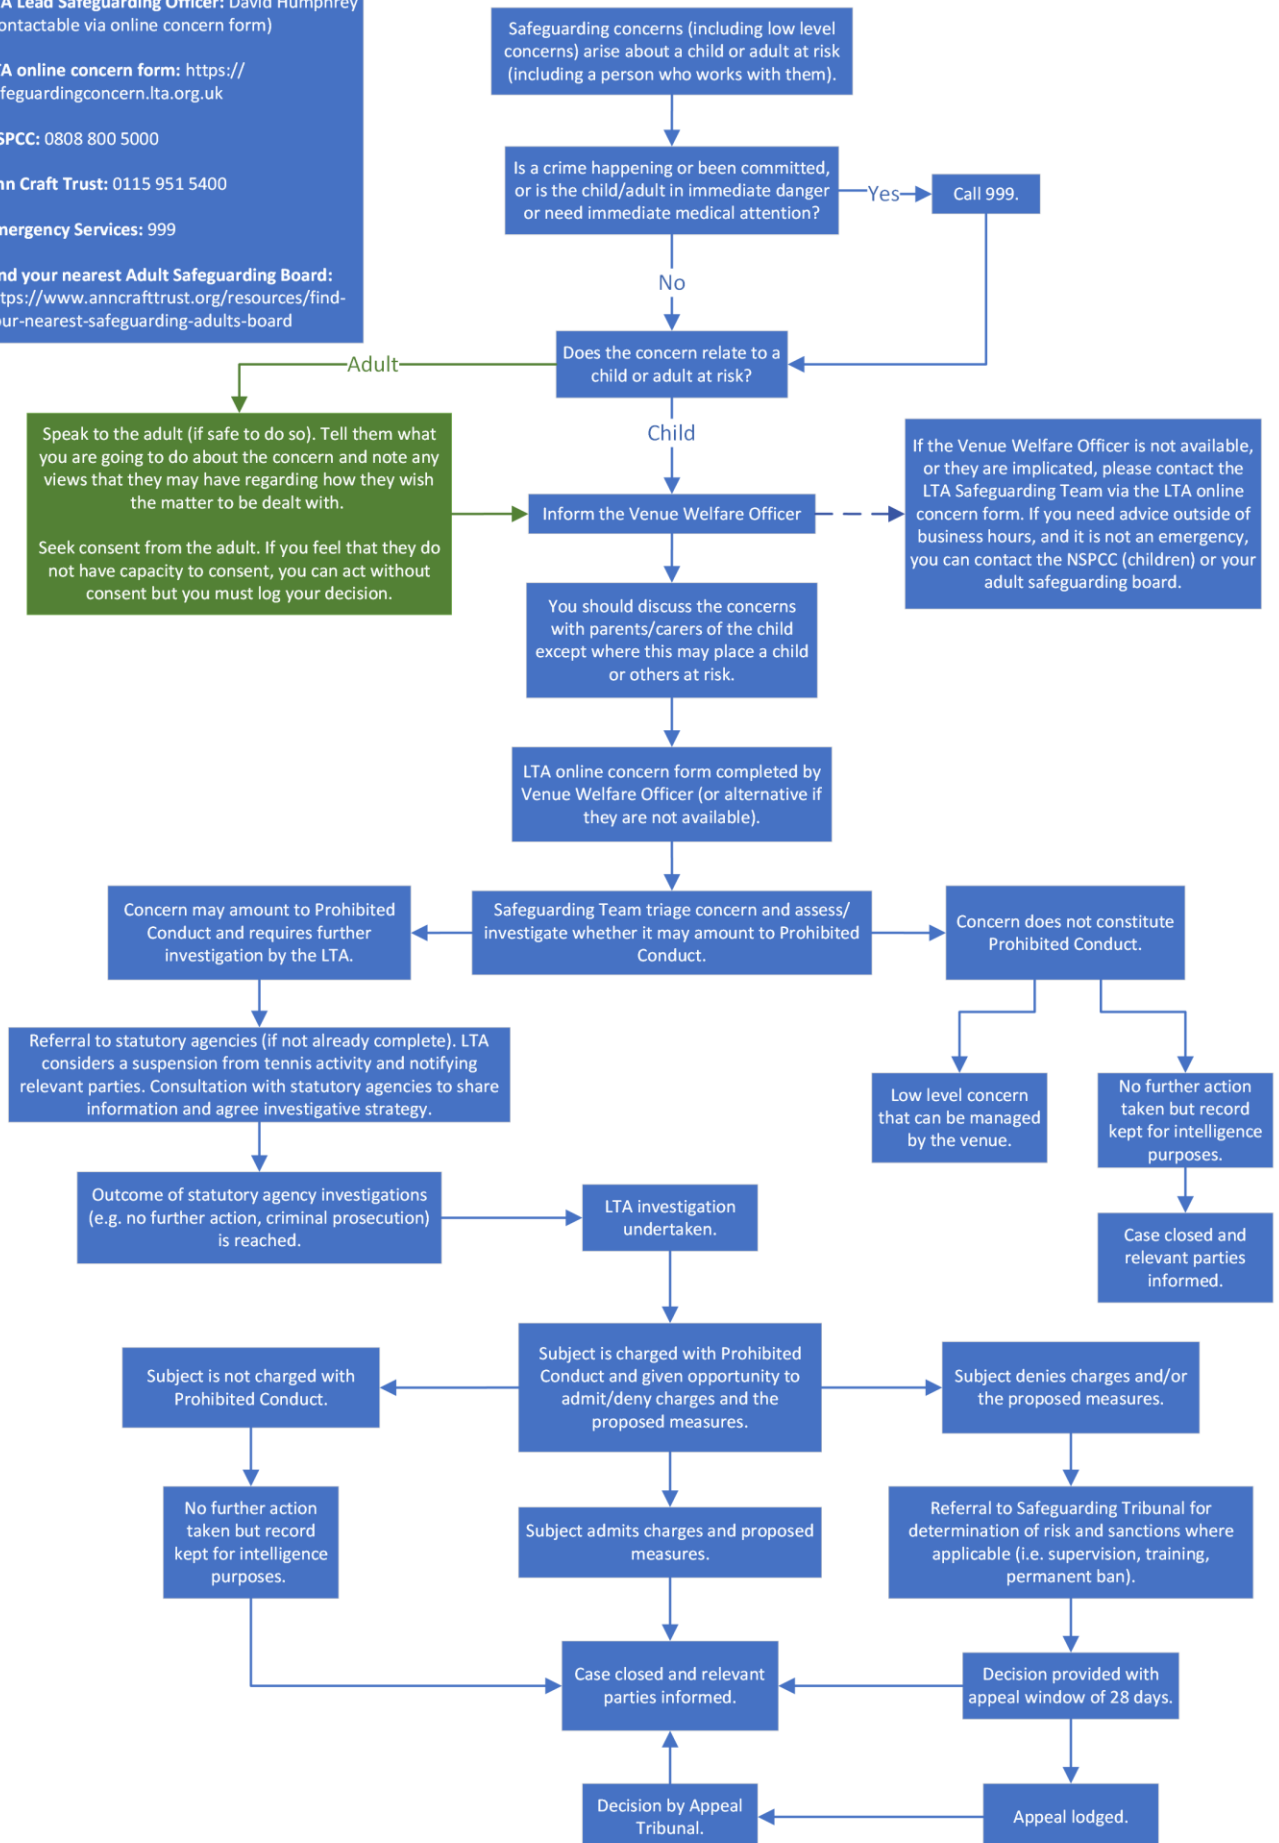 A Lead Safeguarding Officer: David Humphrey
ontactable via online concern form)
TA online concern form: https://
feguardingconcern.lta.org.uk
SPCC: 0808 800 5000
nn Craft Trust: 0115 951 5400
mergency Services: 999
nd your nearest Adult Safeguarding Board:
tps://www.anncrafttrust.org/resources/find-
our-nearest-safeguarding-adults-board
Safeguarding concerns (including low level
concerns) arise about a child or adult at risk
(including a person who works with them).
Is a crime happening or been committed,
or is the child/adult in immediate danger
or need immediate medical attention?
Yes
Call 999.
No
Does the concern relate to a
child or adult at risk?
Adult
Child
Speak to the adult (if safe to do so). Tell them what
you are going to do about the concern and note any
views that they may have regarding how they wish
the matter to be dealt with.
Seek consent from the adult. If you feel that they do
not have capacity to consent, you can act without
consent but you must log your decision.
Inform the Venue Welfare Officer
If the Venue Welfare Officer is not available,
or they are implicated, please contact the
LTA Safeguarding Team via the LTA online
concern form. If you need advice outside of
business hours, and it is not an emergency,
you can contact the NSPCC (children) or your
adult safeguarding board.
You should discuss the concerns
with parents/carers of the child
except where this may place a child
or others at risk.
LTA online concern form completed by
Venue Welfare Officer (or alternative if
they are not available).
Concern may amount to Prohibited
Conduct and requires further
investigation by the LTA.
Safeguarding Team triage concern and assess/
investigate whether it may amount to Prohibited
Conduct.
Concern does not constitute
Prohibited Conduct.
Referral to statutory agencies (if not already complete). LTA
considers a suspension from tennis activity and notifying
relevant parties. Consultation with statutory agencies to share
information and agree investigative strategy.
Low level concern
that can be managed
by the venue.
No further action
taken but record
kept for intelligence
purposes.
Outcome of statutory agency investigations
(e.g. no further action, criminal prosecution)
is reached.
LTA investigation
undertaken.
Case closed and
relevant parties
informed.
Subject is not charged with
Prohibited Conduct.
Subject is charged with Prohibited
Conduct and given opportunity to
admit/deny charges and the
proposed measures.
Subject denies charges and/or
the proposed measures.
No further action
taken but record
kept for intelligence
purposes.
Subject admits charges and proposed
measures.
Referral to Safeguarding Tribunal for
determination of risk and sanctions where
applicable (i.e. supervision, training,
permanent ban).
Case closed and relevant
parties informed.
Decision provided with
appeal window of 28 days.
Decision by Appeal
Tribunal.
Appeal lodged.